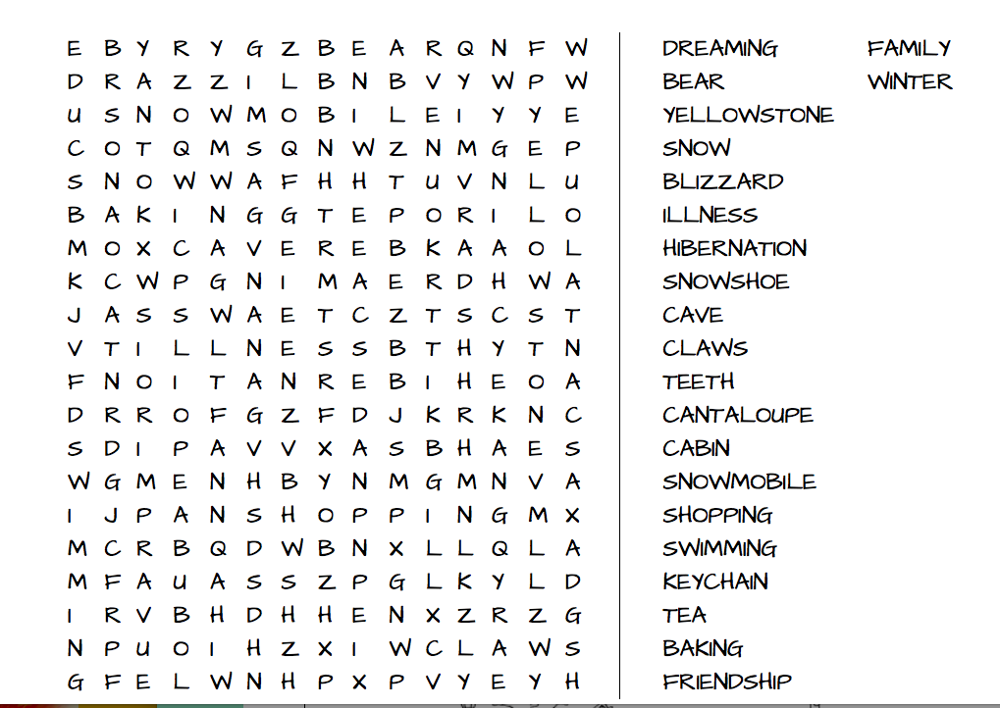 E B Y R Y G Z B E A R Q N F W
D R A Z Z I L B N B V Y W P W
U S N O W M O B I L E I Y Y E
C O T Q M S Q N W Z N M G E P
S N O W W A F H H T U V N L U
B A K I N G G T E P O R I L O
M O X C A V E R E B K A A O L
K C W P G N I M A E R D H W A
J A S S W A E T C Z T S C S T
V T I L L N E S S B T H Y T N
F N O I T A N R E B I H E O A
D R R O F G Z F D J K R K N C
S D I P A V V X A S B H A E S
W G M E N H B Y N M G M N V A
I J P A N S H O P P I N G M X
M C R B Q D W B N X L L Q L A
M F A U A S S Z P G L K Y L D
I R V B H D H H E N X Z R Z G
N P U O I H Z X I W C L A W S
G F E L W N H P X P V Y E Y H
DREAMING
BEAR
YELLOWSTONE
SNOW
BLIZZARD
ILLNESS
HIBERNATION
SNOWSHOE
CAVE
CLAWS
TEETH
CANTALOUPE
CABIN
SNOWMOBILE
SHOPPING
SWIMMING
KEYCHAIN
TEA
BAKING
FRIENDSHIP
FAMILY
WINTER